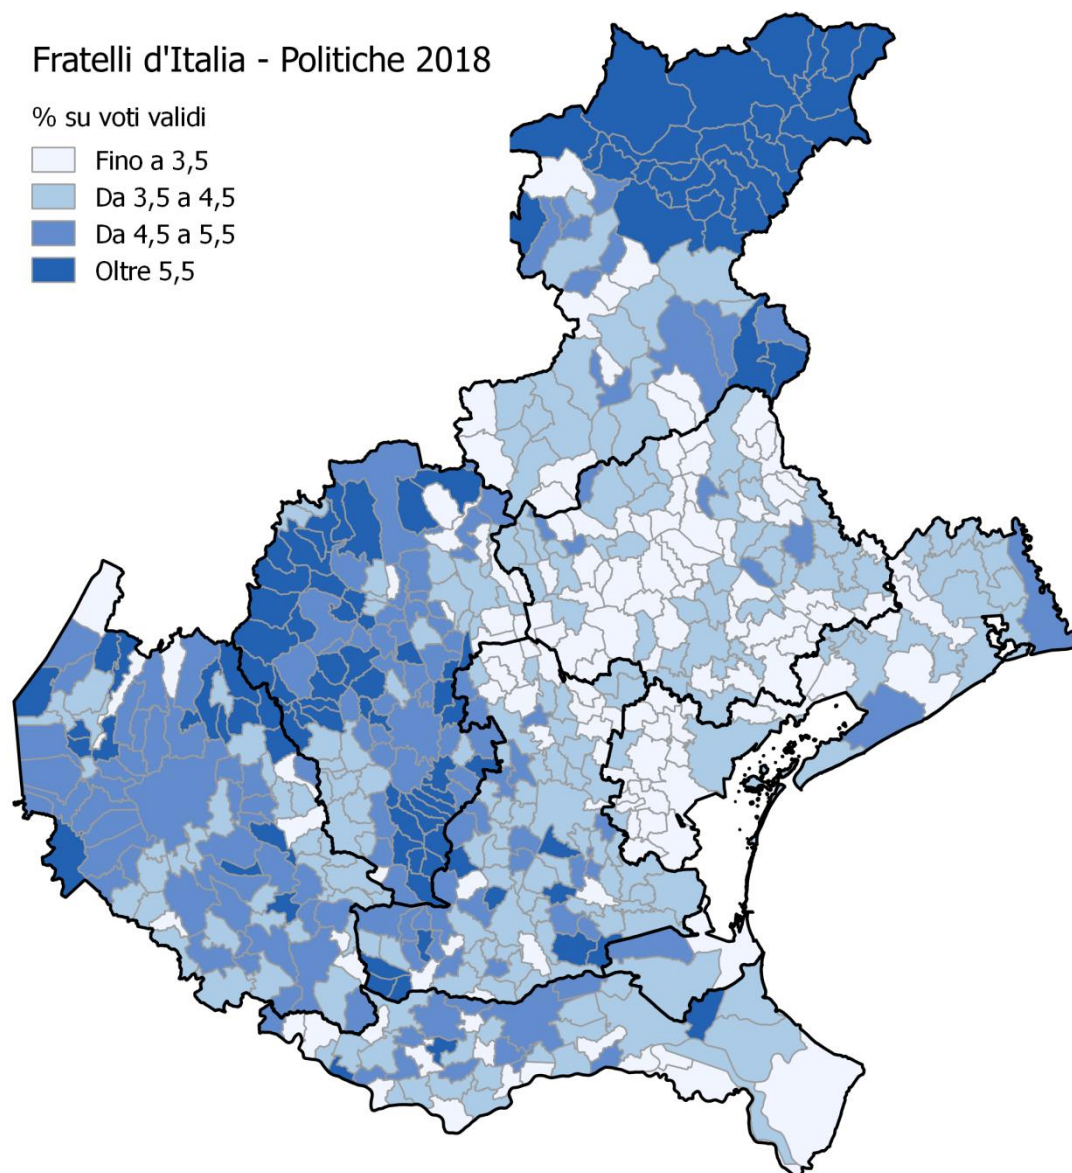 Fratelli d'Italia - Politiche 2018
% su voti validi
Fino a 3,5
Da 3,5 a 4,5
Da 4,5 a 5,5
Oltre 5,5